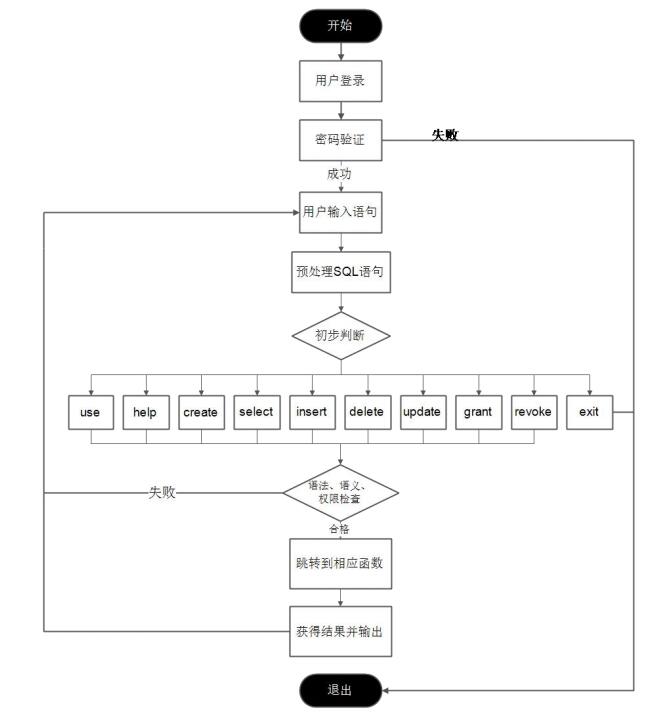 开始
用户登录
密码验证
失败
成功
用户输入语句
预处理SQL语句
初步判断
use
help
create
select
insert
delete
update
grant
revoke
exit
语法、语义、
权限检查
失败
合格
跳转到相应函数
获得结果并输出
退出